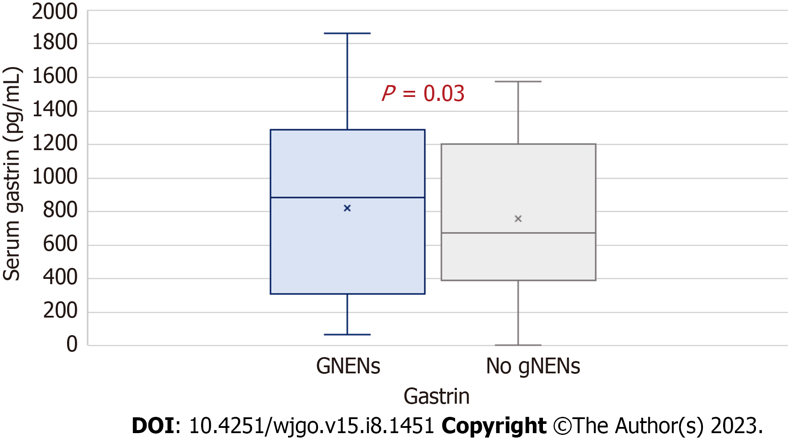 2000
1800
1600
1400
1200
1000
800
600
400
200
0
Serum gastrin (pg/mL)
P = 0.03
GNENs No gNENs
Gastrin
DOI: 10.4251/wjgo.v15.i8.1451 Copyright ©The Author(s) 2023.